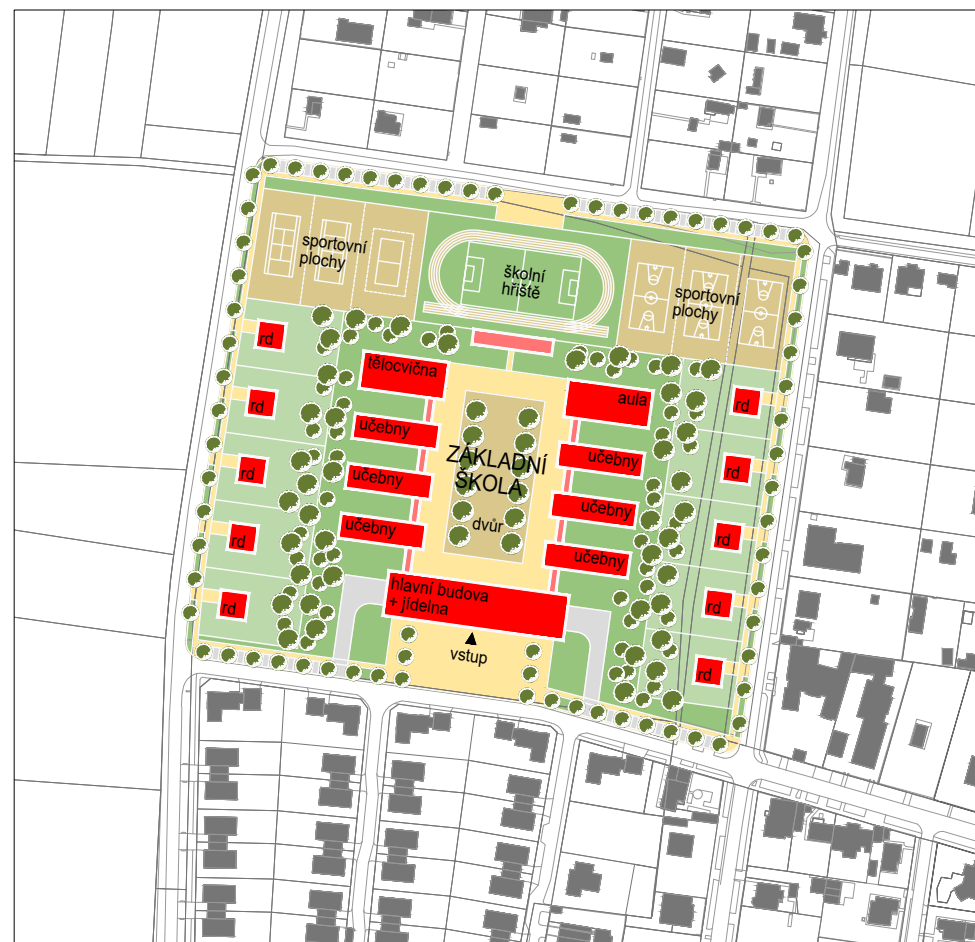 sportovní
plochy
školní
hřiště
sportovní
plochy
rd
tělocvična
aula
rd
rd
učebny
ZÁKLADNÍ
ŠKOLA
učebny
rd
rd
učebny
učebny
dvůr
rd
rd
učebny
učebny
rd
rd
hlavní budova
+ jídelna
vstup
rd